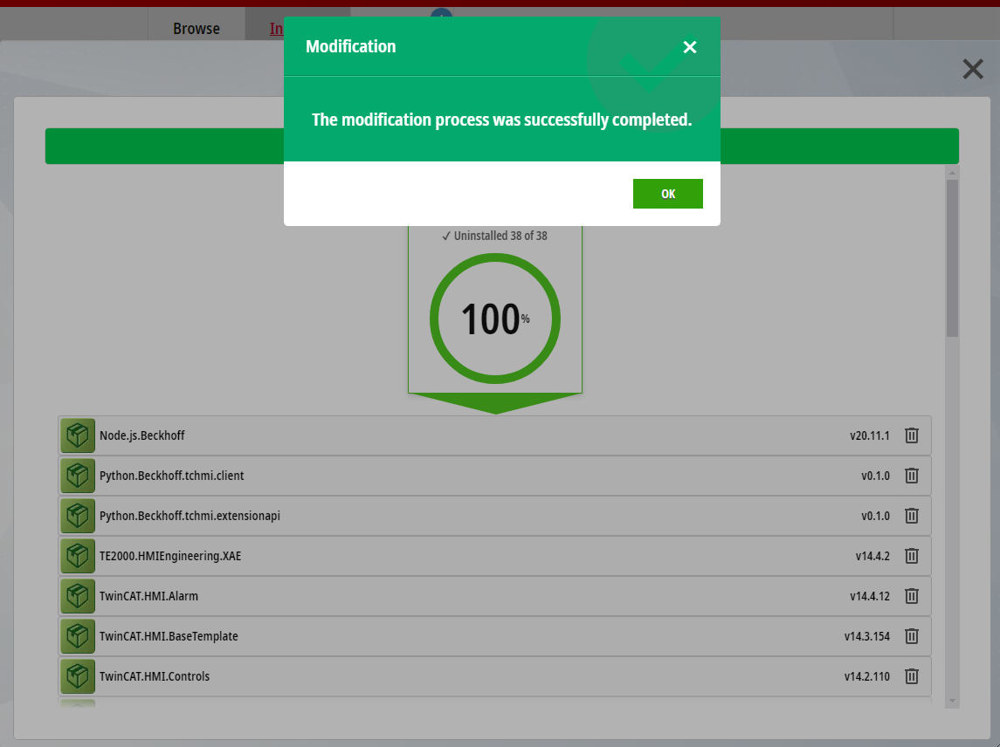 Browse
In
Modification
The modification process was successfully completed.
OK
✓ Uninstalled 38 of 38
100%
Node.js.Beckhoff v20.11.1
Python.Beckhoff.tchmi.client v0.1.0
Python.Beckhoff.tchmi.extensionapi v0.1.0
TE2000.HMIEngineering.XAE v14.4.2
TwinCAT.HMI.Alarm v14.4.12
TwinCAT.HMI.BaseTemplate v14.3.154
TwinCAT.HMI.Controls v14.2.110